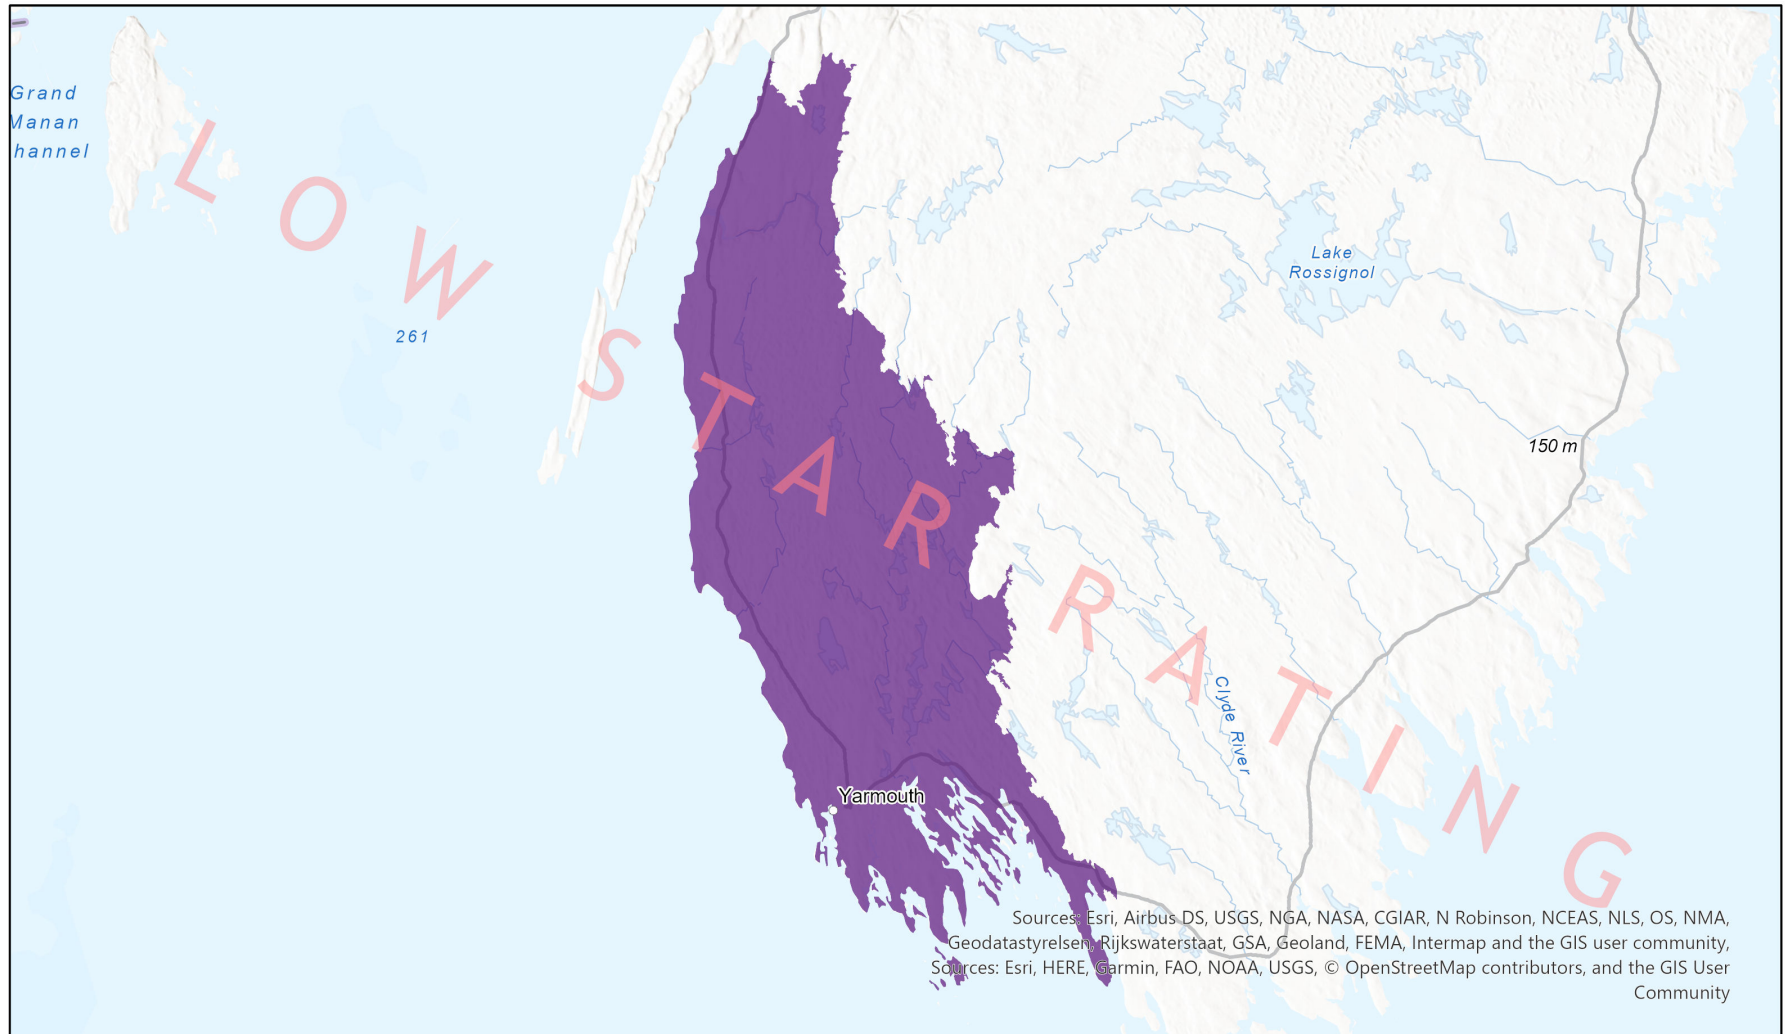 Grand
Manan
hannel
LOW STAR RATING
261
Lake
Rossignol
150 m
Clyde River
Yarmouth
Sources: Esri, Airbus DS, USGS, NGA, NASA, CGIAR, N Robinson, NCEAS, NLS, OS, NMA,
Geodatastyrelsen, Rijkswaterstaat, GSA, Geoland, FEMA, Intermap and the GIS user community,
Sources: Esri, HERE, Garmin, FAO, NOAA, USGS, © OpenStreetMap contributors, and the GIS User
Community